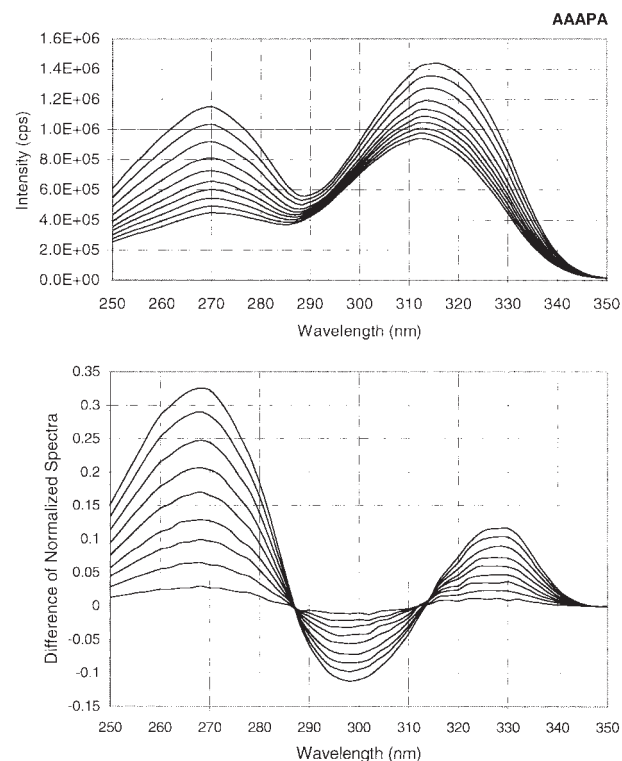 AAAPA
1.6E+06
1.4E+06
1.2E+06
1.0E+06
8.0E+05
6.0E+05
4.0E+05
2.0E+05
0.0E+00
Intensity (cps)
250 260 270 280 290 300 310 320 330 340 350
Wavelength (nm)
0.35
0.3
0.25
0.2
0.15
0.1
0.05
0
-0.05
-0.1
-0.15
Difference of Normalized Spectra
250 260 270 280 290 300 310 320 330 340 350
Wavelength (nm)